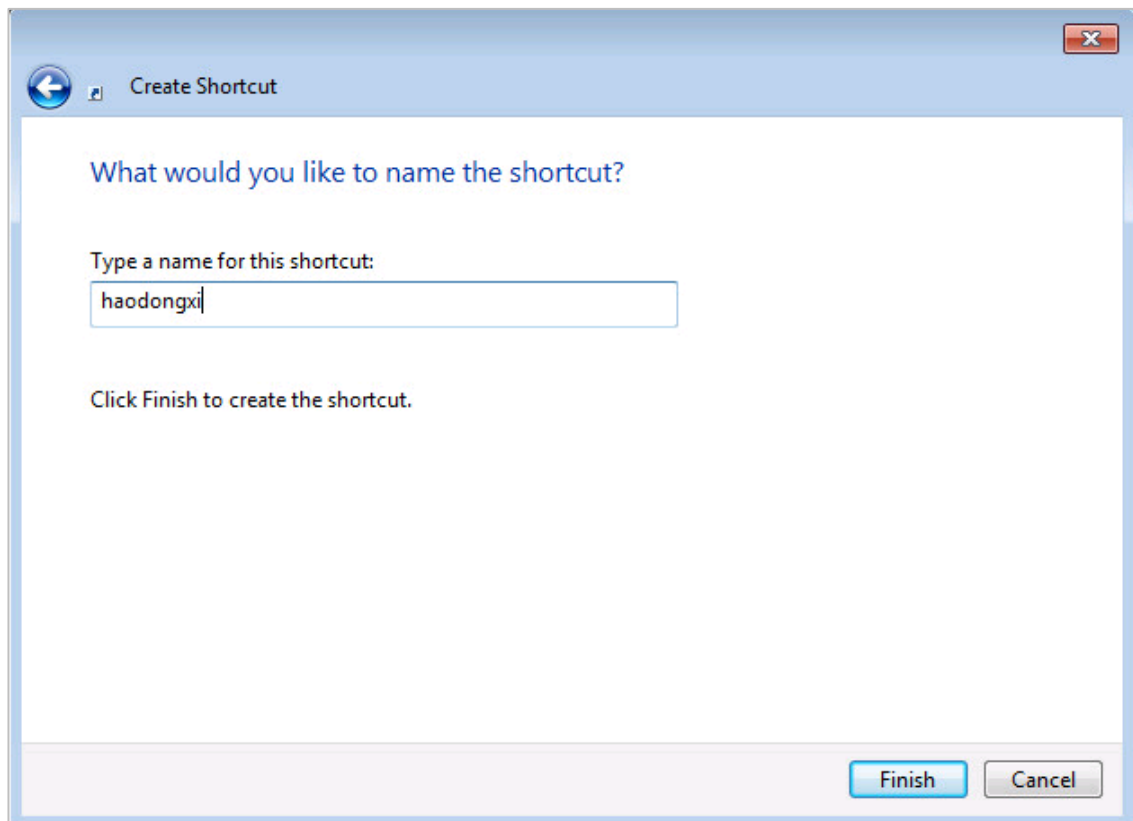 Create Shortcut
What would you like to name the shortcut?
Type a name for this shortcut:
haodongxi
Click Finish to create the shortcut.
Finish Cancel